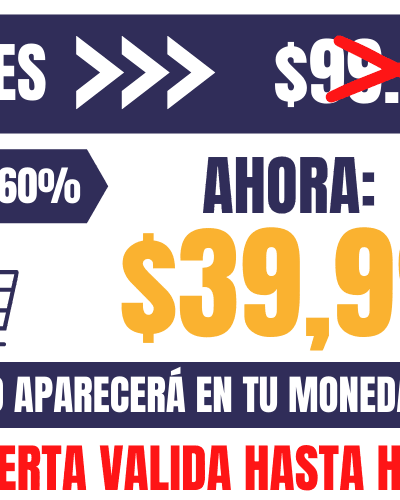 ES $99.
60%
AHORA:
$39,9
O APARECERÁ EN TU MONEDA
ERTA VALIDA HASTA H